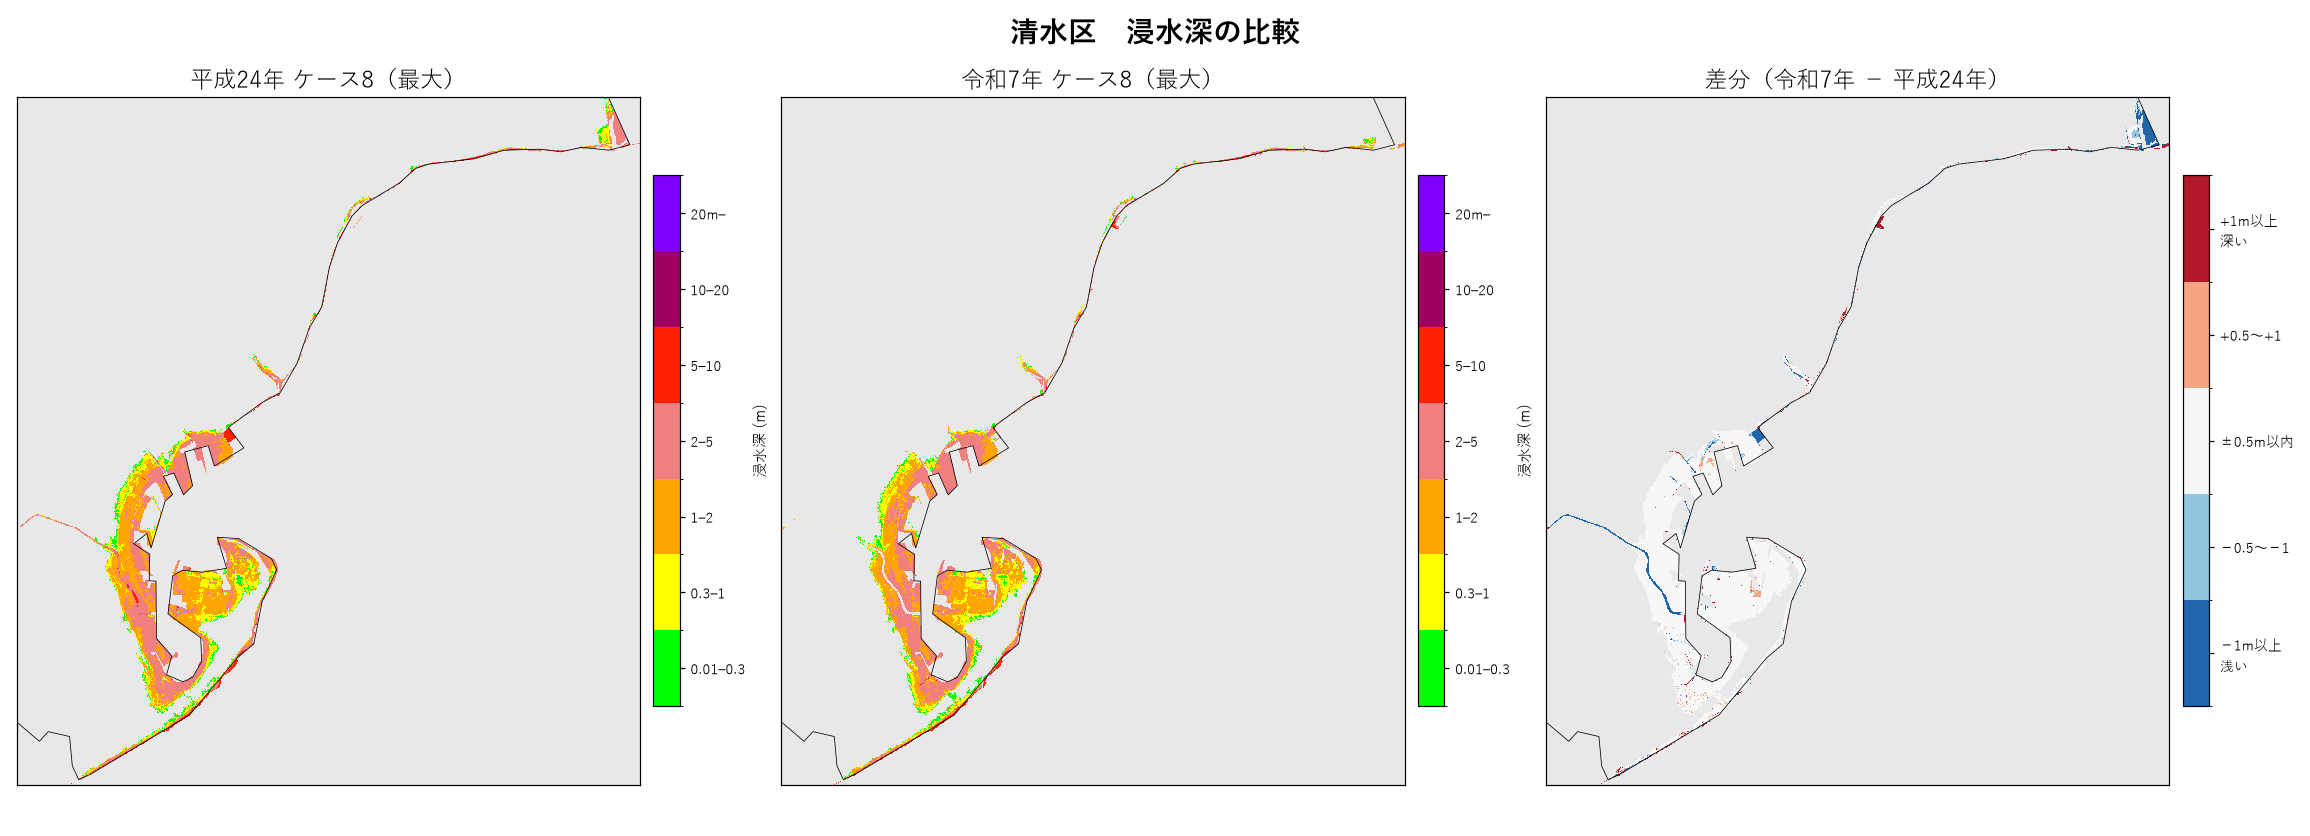 清水区　浸水深の比較
平成24年 ケース8（最大）
20m−
10−20
5−10
2−5
1−2
0.3−1
0.01−0.3
浸水深 (m)
令和7年 ケース8（最大）
20m−
10−20
5−10
2−5
1−2
0.3−1
0.01−0.3
浸水深 (m)
差分（令和7年 − 平成24年）
+1m以上
深い
+0.5〜+1
±0.5m以内
−0.5〜−1
−1m以上
浅い